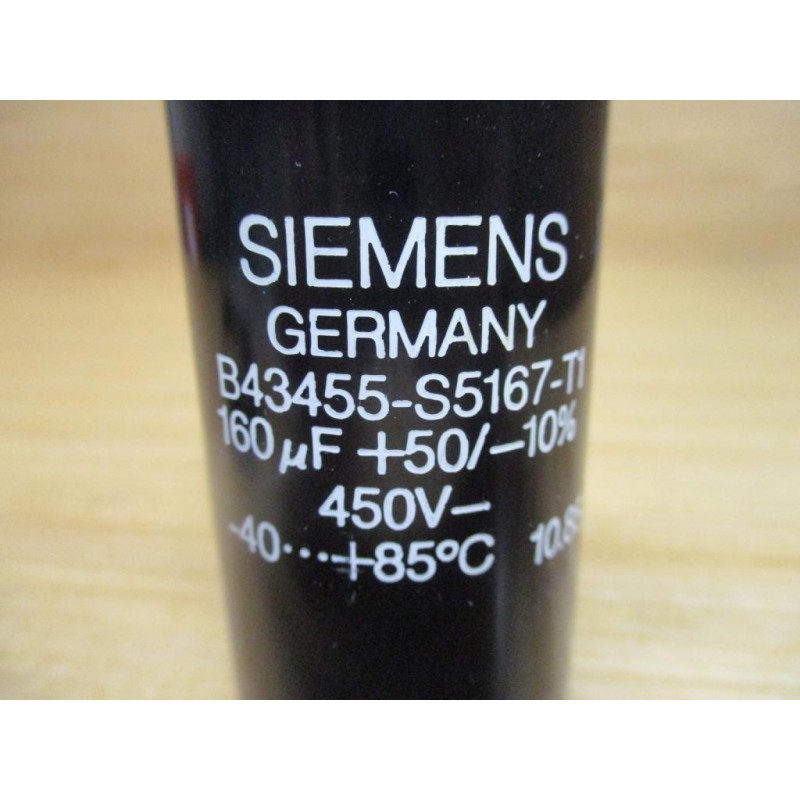 SIEMENS
GERMANY
B43455-S5167-T1
160 µF +50/-10%
450V-
-40...+85°C